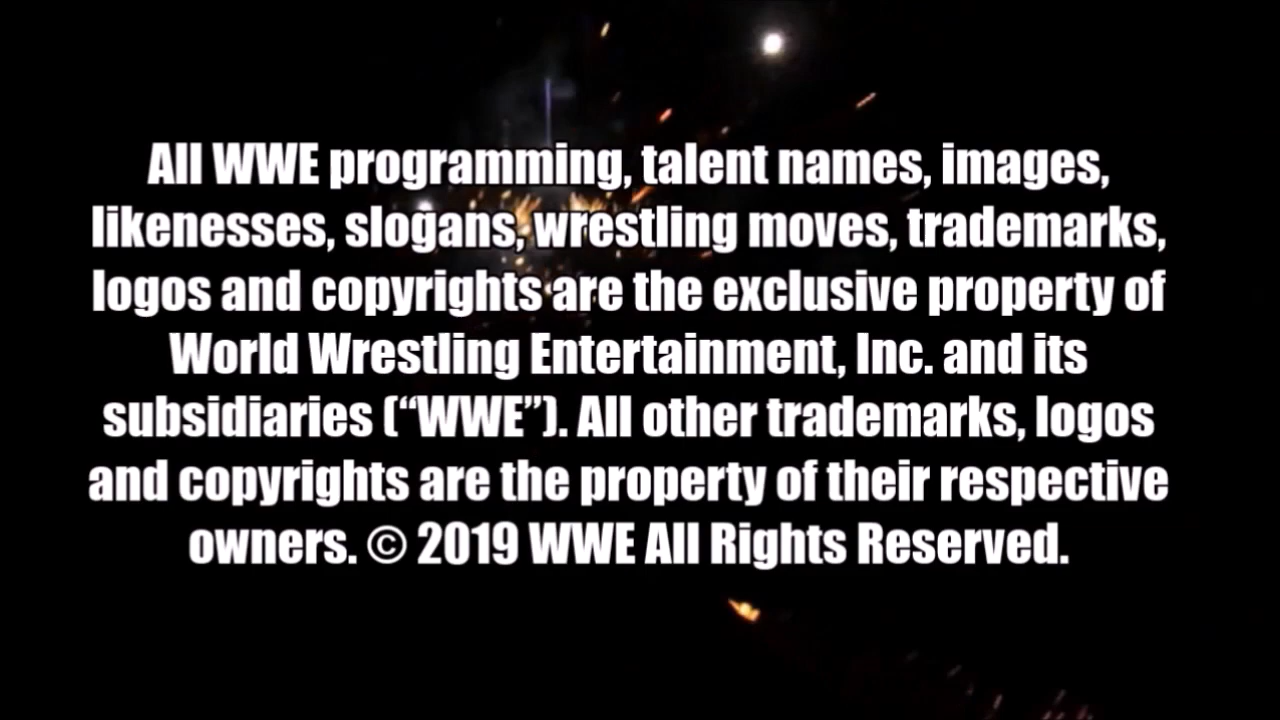 All WWE programming, talent names, images,
likenesses, slogans, wrestling moves, trademarks,
logos and copyrights are the exclusive property of
World Wrestling Entertainment, Inc. and its
subsidiaries (“WWE”). All other trademarks, logos
and copyrights are the property of their respective
owners. © 2019 WWE All Rights Reserved.